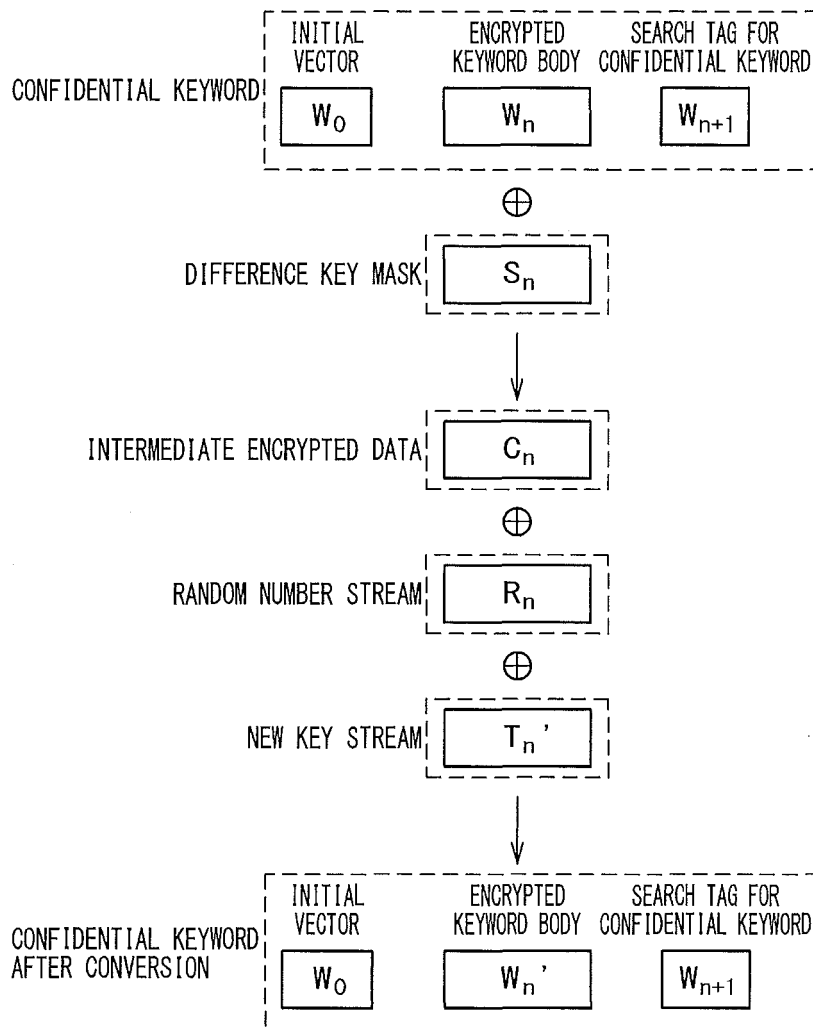 INITIAL VECTOR
ENCRYPTED KEYWORD BODY
SEARCH TAG FOR CONFIDENTIAL KEYWORD
CONFIDENTIAL KEYWORD
W0
Wn
Wn+1
⊕
DIFFERENCE KEY MASK
Sn
INTERMEDIATE ENCRYPTED DATA
Cn
⊕
RANDOM NUMBER STREAM
Rn
⊕
NEW KEY STREAM
Tn'
INITIAL VECTOR
ENCRYPTED KEYWORD BODY
SEARCH TAG FOR CONFIDENTIAL KEYWORD
CONFIDENTIAL KEYWORD
AFTER CONVERSION
W0
Wn'
Wn+1